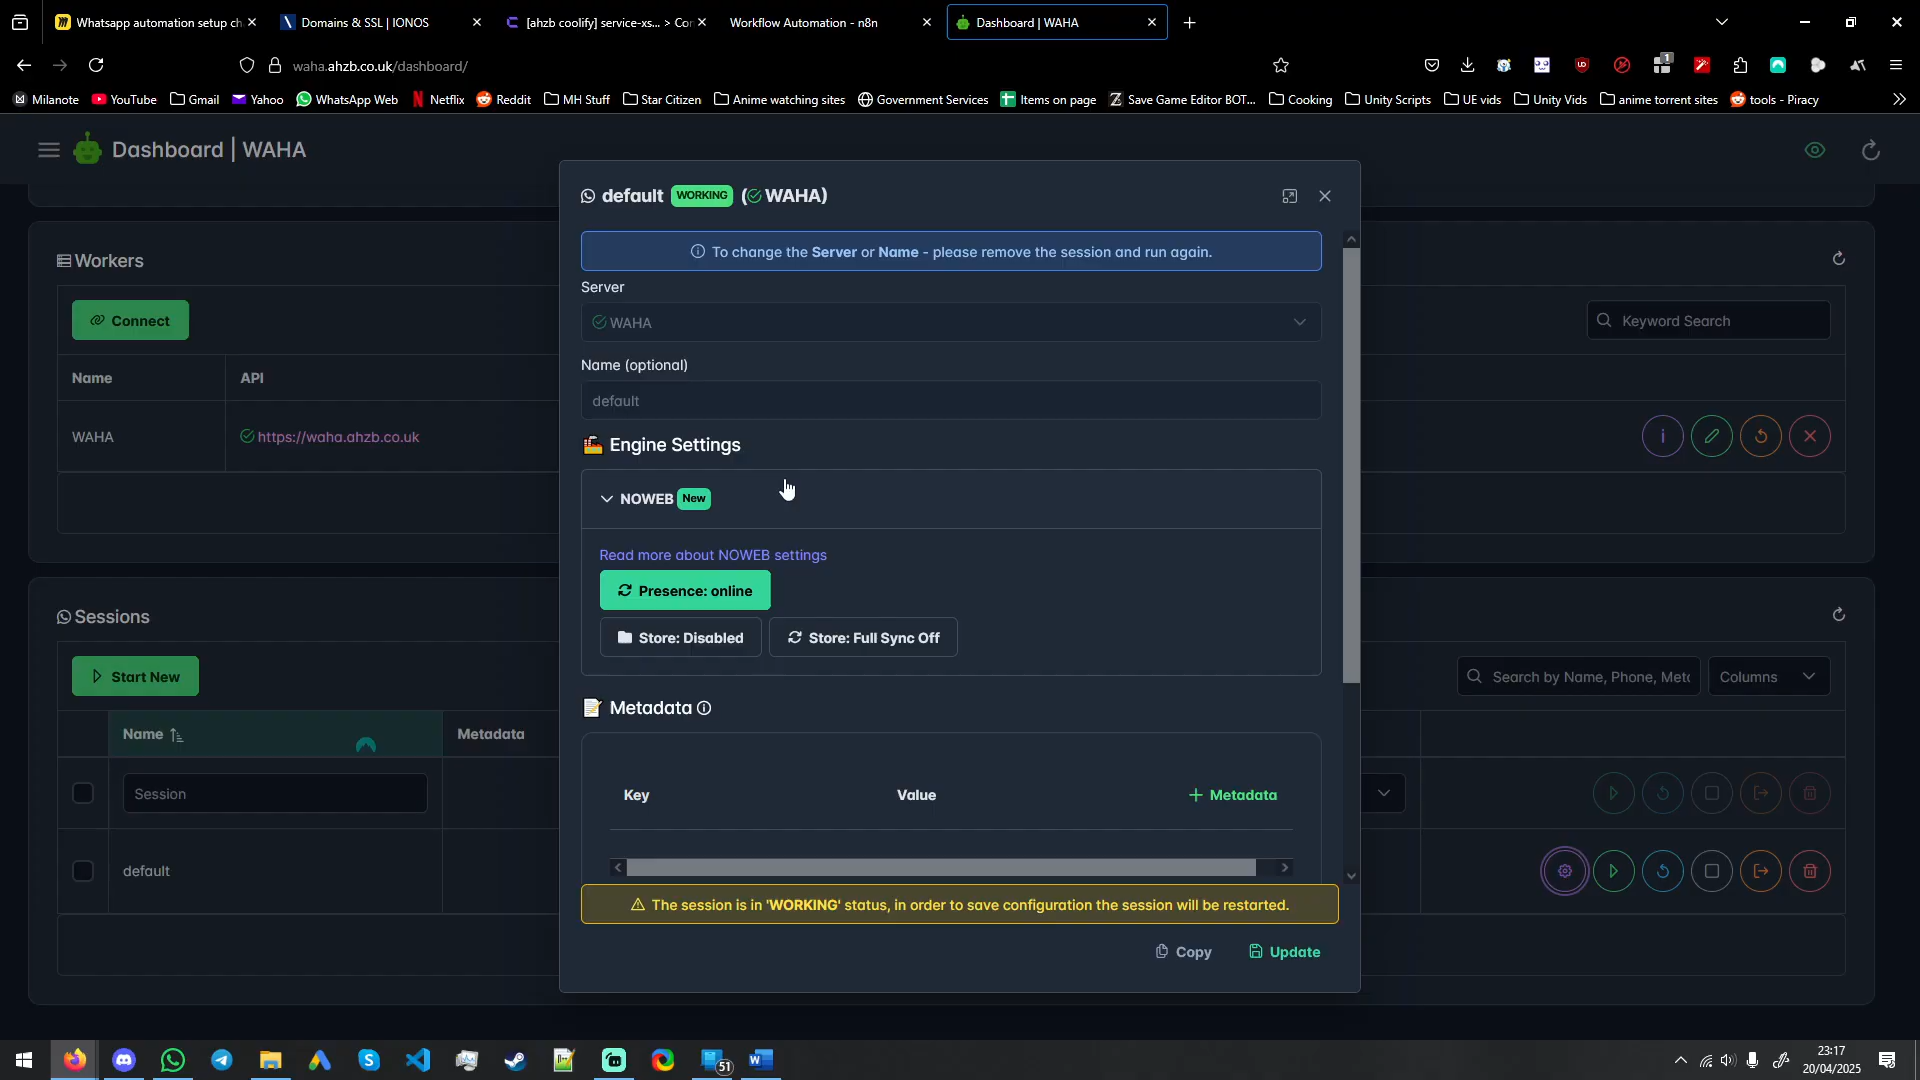 Whatsapp automation setup ch
Domains & SSL | IONOS
[ahzb coolify] service-xs... > Cor
Workflow Automation - n8n
Dashboard | WAHA
waha.ahzb.co.uk/dashboard/
1
Milanote
YouTube
Gmail
Yahoo
WhatsApp Web
Netflix
Reddit
MH Stuff
Star Citizen
Anime watching sites
Government Services
Items on page
Save Game Editor BOT...
Cooking
Unity Scripts
UE vids
Unity Vids
anime torrent sites
tools - Piracy
Dashboard | WAHA
default WORKING (WAHA)
To change the Server or Name - please remove the session and run again.
Server
WAHA
Name (optional)
default
Engine Settings
NOWEB New
Read more about NOWEB settings
Presence: online
Store: Disabled
Store: Full Sync Off
Metadata
Key
Value
+ Metadata
The session is in 'WORKING' status, in order to save configuration the session will be restarted.
Copy
Update
Workers
Connect
Keyword Search
Name
API
WAHA
https://waha.ahzb.co.uk
Sessions
Start New
Search by Name, Phone, Meta
Columns
Name
Metadata
Session
default
51
23:17
20/04/2025